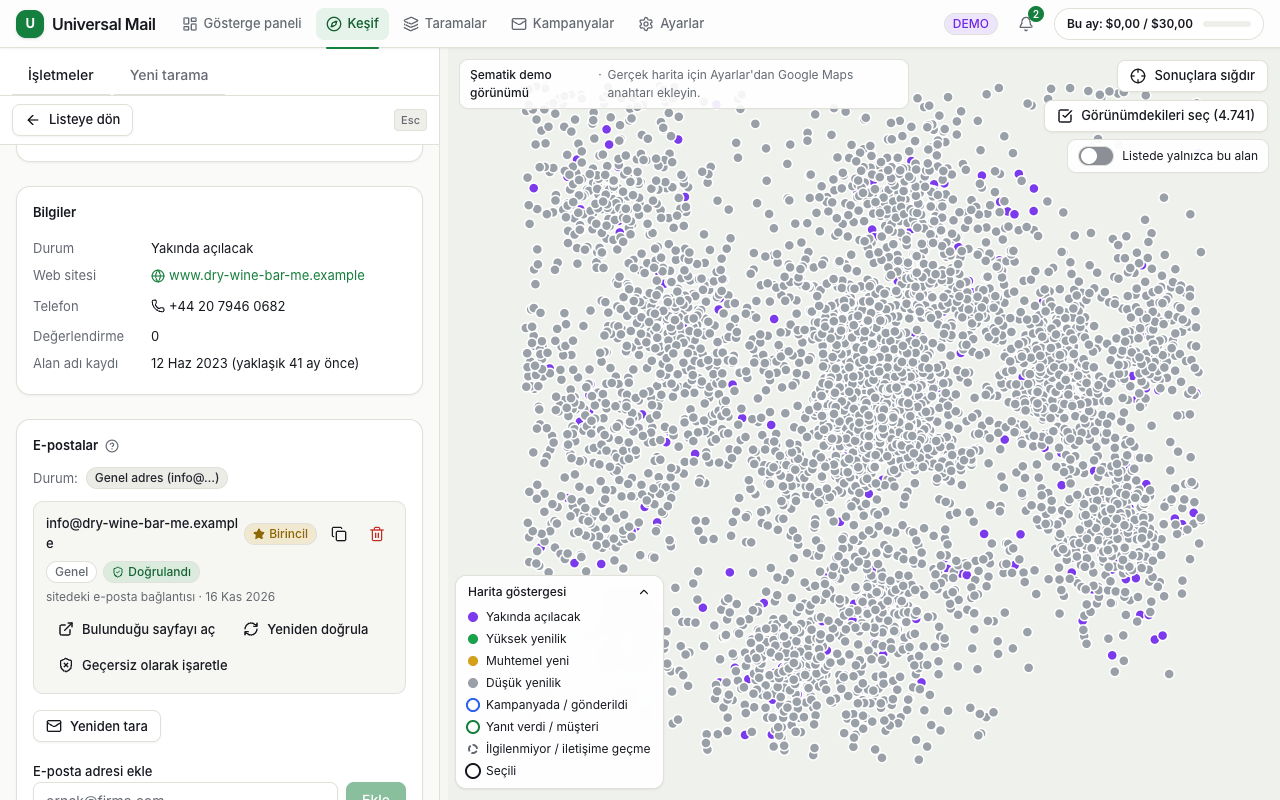 U Universal Mail
Gösterge paneli
Keşif
Taramalar
Kampanyalar
Ayarlar
DEMO
2
Bu ay: $0,00 / $30,00
İşletmeler
Yeni tarama
Listeye dön
Esc
Bilgiler
Durum Yakında açılacak
Web sitesi www.dry-wine-bar-me.example
Telefon +44 20 7946 0682
Değerlendirme 0
Alan adı kaydı 12 Haz 2023 (yaklaşık 41 ay önce)
E-postalar
Durum: Genel adres (info@...)
info@dry-wine-bar-me.exampl
e
Birincil
Genel Doğrulandı
sitedeki e-posta bağlantısı · 16 Kas 2026
Bulunduğu sayfayı aç
Yeniden doğrula
Geçersiz olarak işaretle
Yeniden tara
E-posta adresi ekle
ornek@firma.com
Ekle
Şematik demo
görünümü
· Gerçek harita için Ayarlar'dan Google Maps
anahtarı ekleyin.
Sonuçlara sığdır
Görünümdekileri seç (4.741)
Listede yalnızca bu alan
Harita göstergesi
Yakında açılacak
Yüksek yenilik
Muhtemel yeni
Düşük yenilik
Kampanyada / gönderildi
Yanıt verdi / müşteri
İlgilenmiyor / iletişime geçme
Seçili